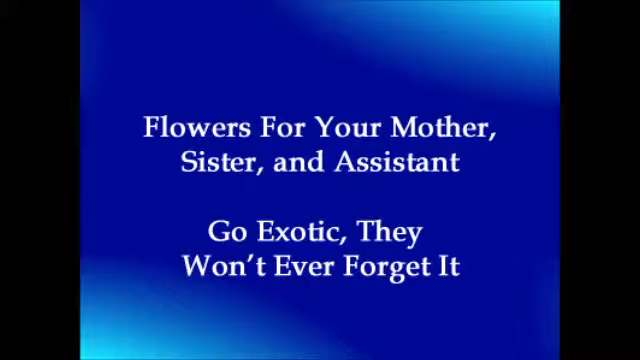 Flowers For Your Mother,
Sister, and Assistant
Go Exotic, They
Won't Ever Forget It